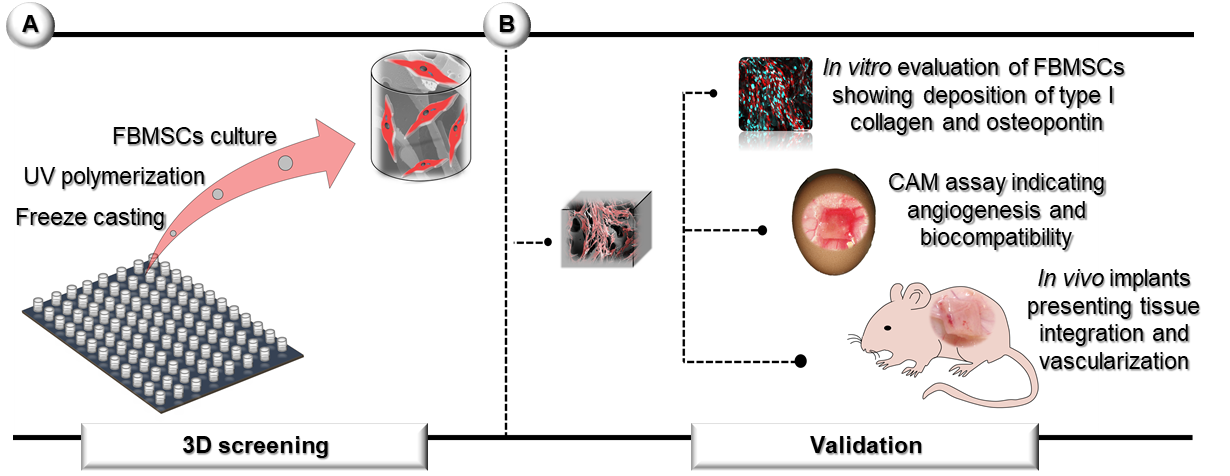 A
B
FBMSCs culture
UV polymerization
Freeze casting
3D screening
In vitro evaluation of FBMSCs
showing deposition of type I
collagen and osteopontin
CAM assay indicating
angiogenesis and
biocompatibility
In vivo implants
presenting tissue
integration and
vascularization
Validation